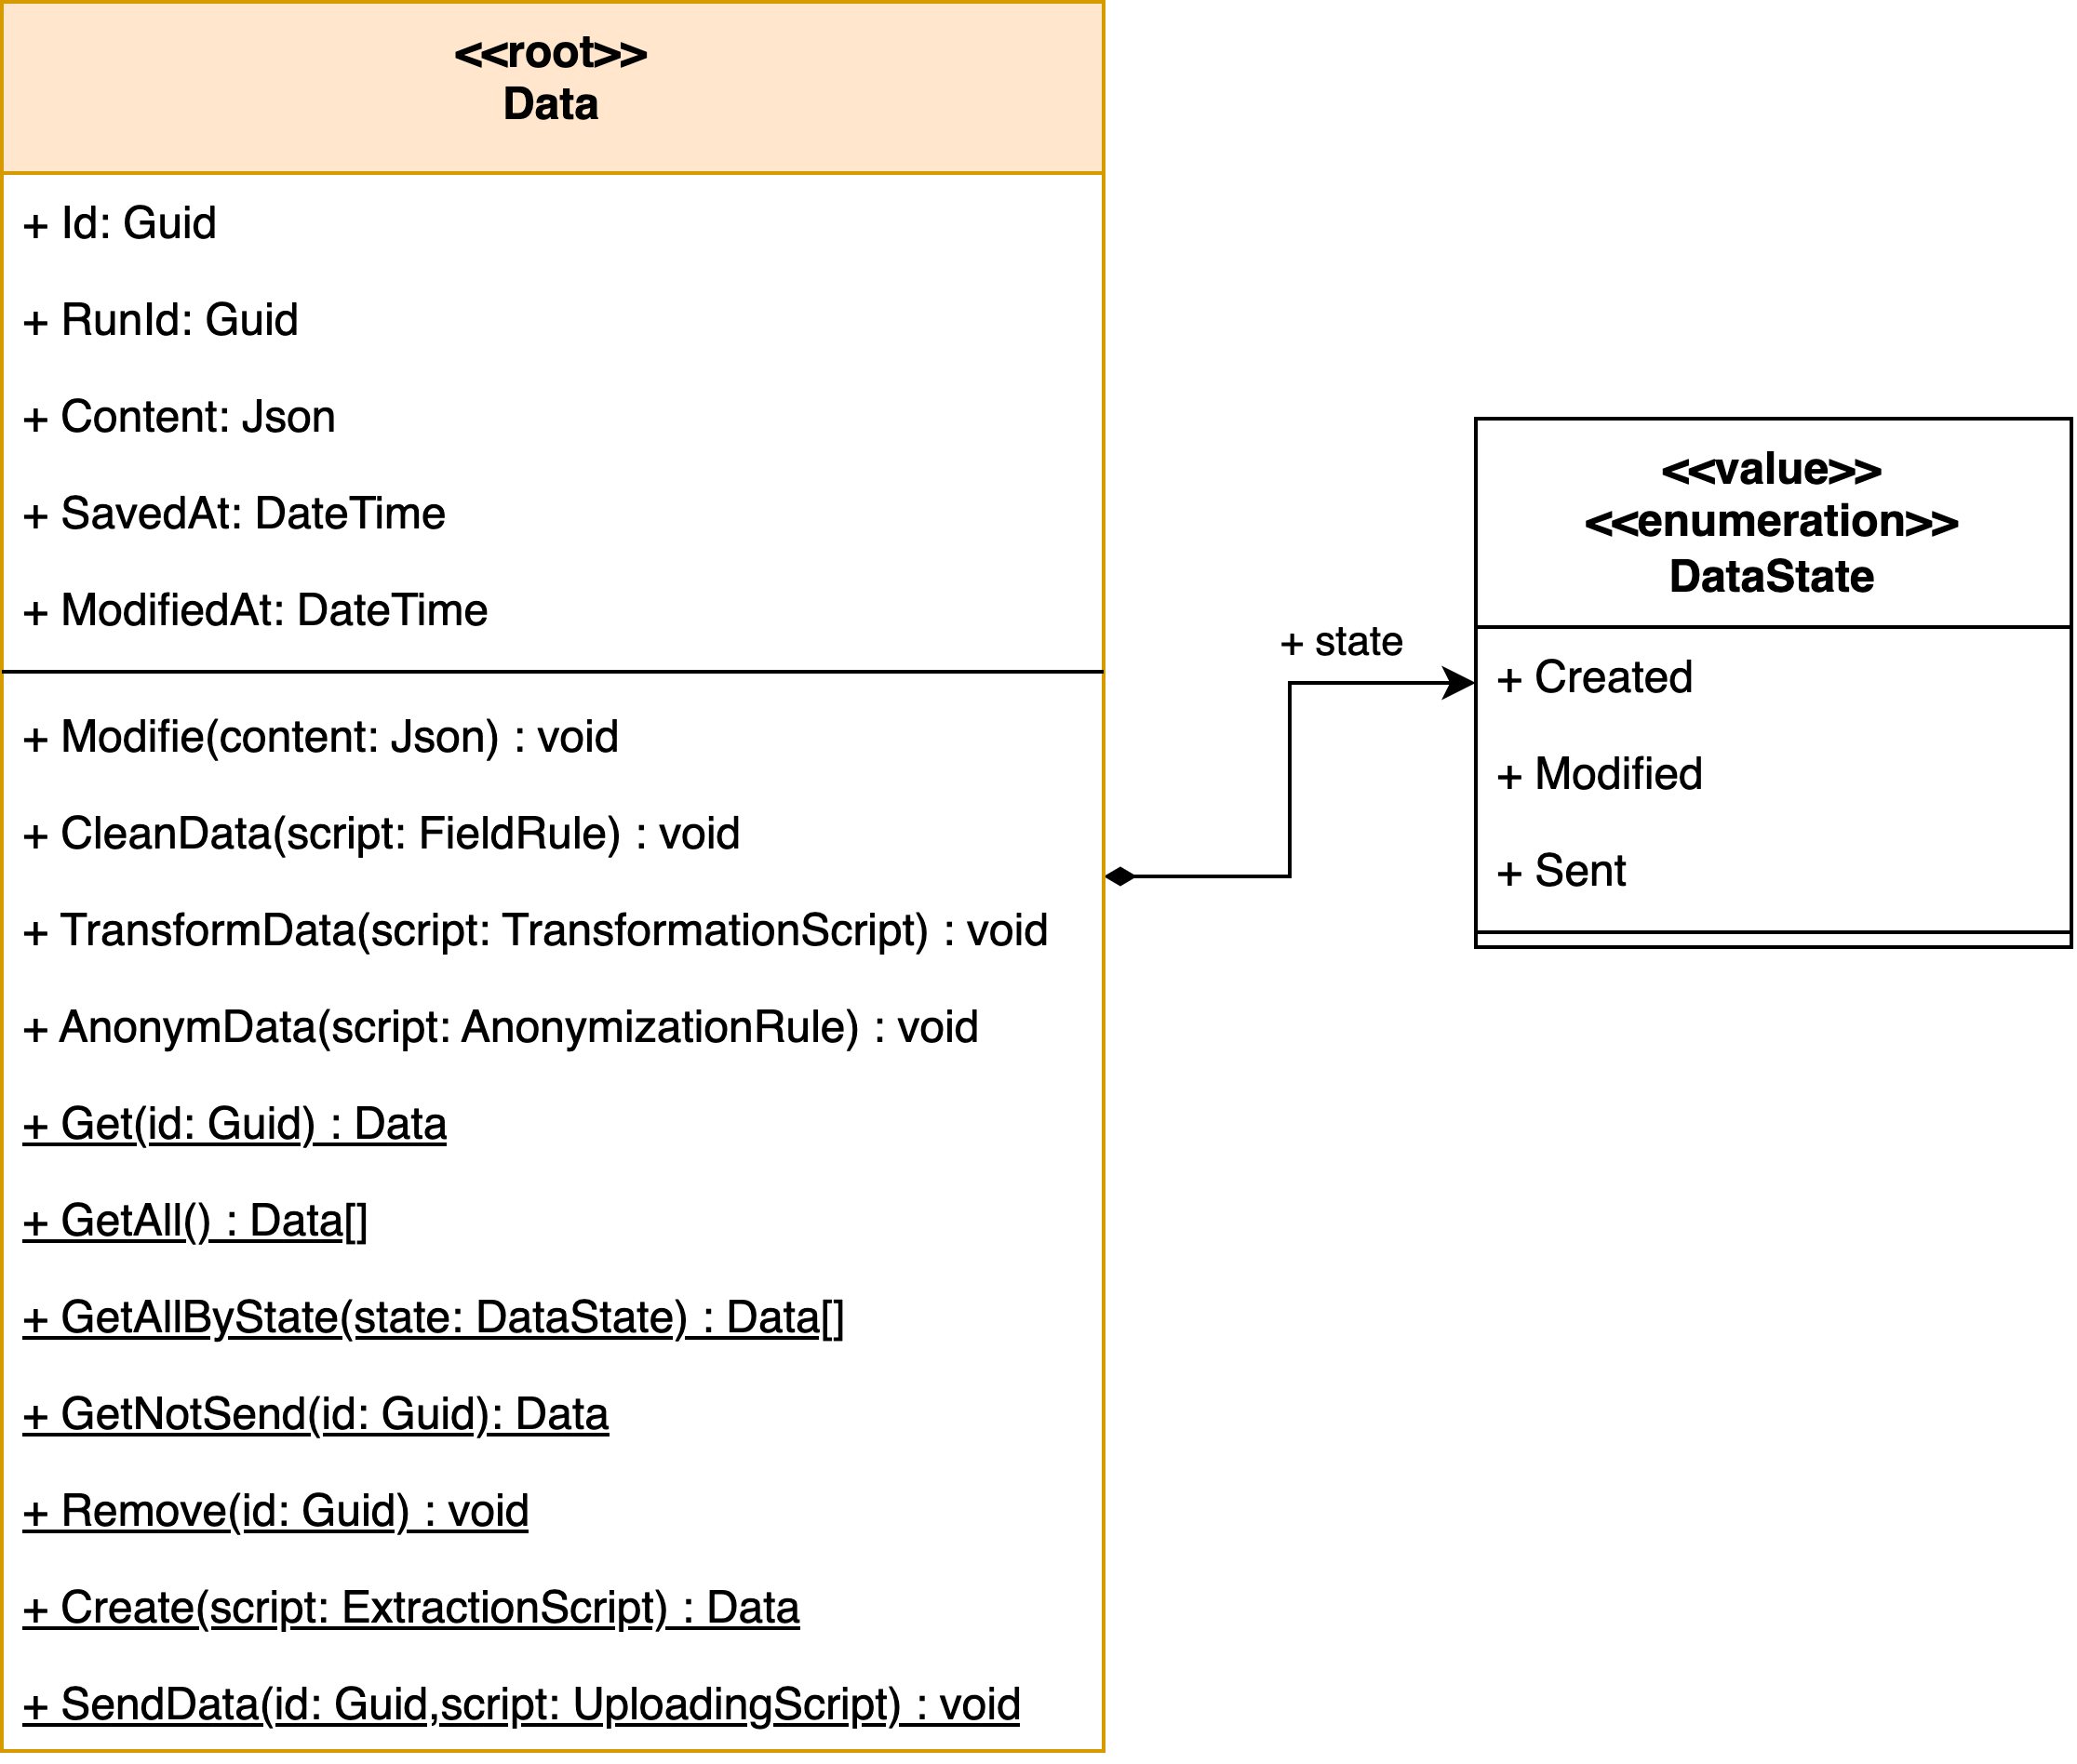 <<root>>
Data
+ Id: Guid
+ RunId: Guid
+ Content: Json
+ SavedAt: DateTime
+ ModifiedAt: DateTime
+ Modifie(content: Json) : void
+ CleanData(script: FieldRule) : void
+ TransformData(script: TransformationScript) : void
+ AnonymData(script: AnonymizationRule) : void
+ Get(id: Guid) : Data
+ GetAll() : Data[]
+ GetAllByState(state: DataState) : Data[]
+ GetNotSend(id: Guid): Data
+ Remove(id: Guid) : void
+ Create(script: ExtractionScript) : Data
+ SendData(id: Guid,script: UploadingScript) : void
+ state
<<value>>
<<enumeration>>
DataState
+ Created
+ Modified
+ Sent